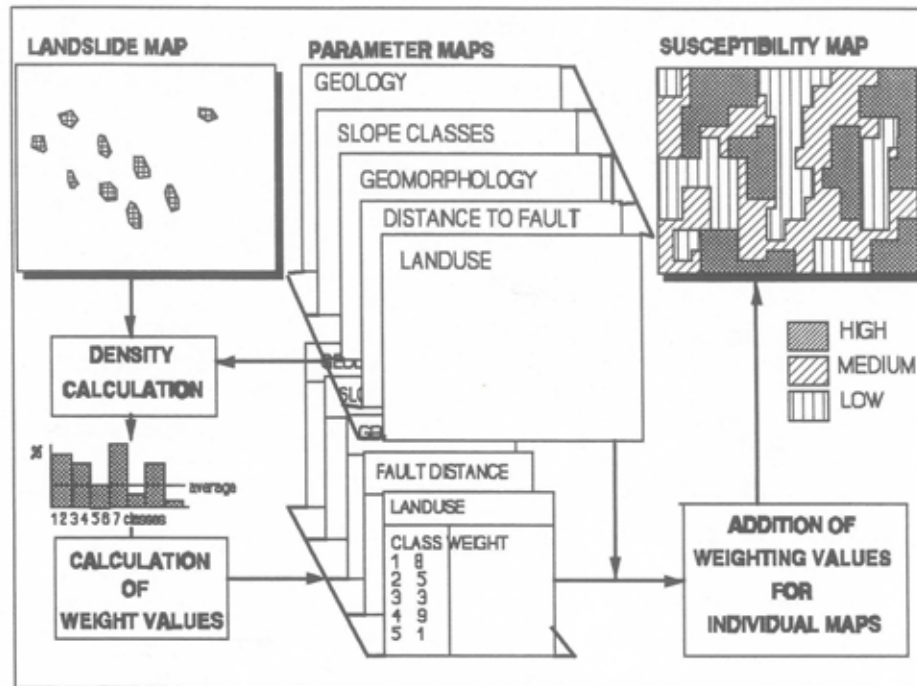 LANDSLIDE MAP
PARAMETER MAPS
SUSCEPTIBILITY MAP
GEOLOGY
SLOPE CLASSES
GEOMORPHOLOGY
DISTANCE TO FAULT
LANDUSE
HIGH
MEDIUM
LOW
DENSITY
CALCULATION
%
average
1 2 3 4 5 6 7 classes
CALCULATION
OF
WEIGHT VALUES
SLO
FAULT DISTANCE
LANDUSE
CLASS WEIGHT
1 8
2 5
3 3
4 9
5 1
ADDITION OF
WEIGHTING VALUES
FOR
INDIVIDUAL MAPS